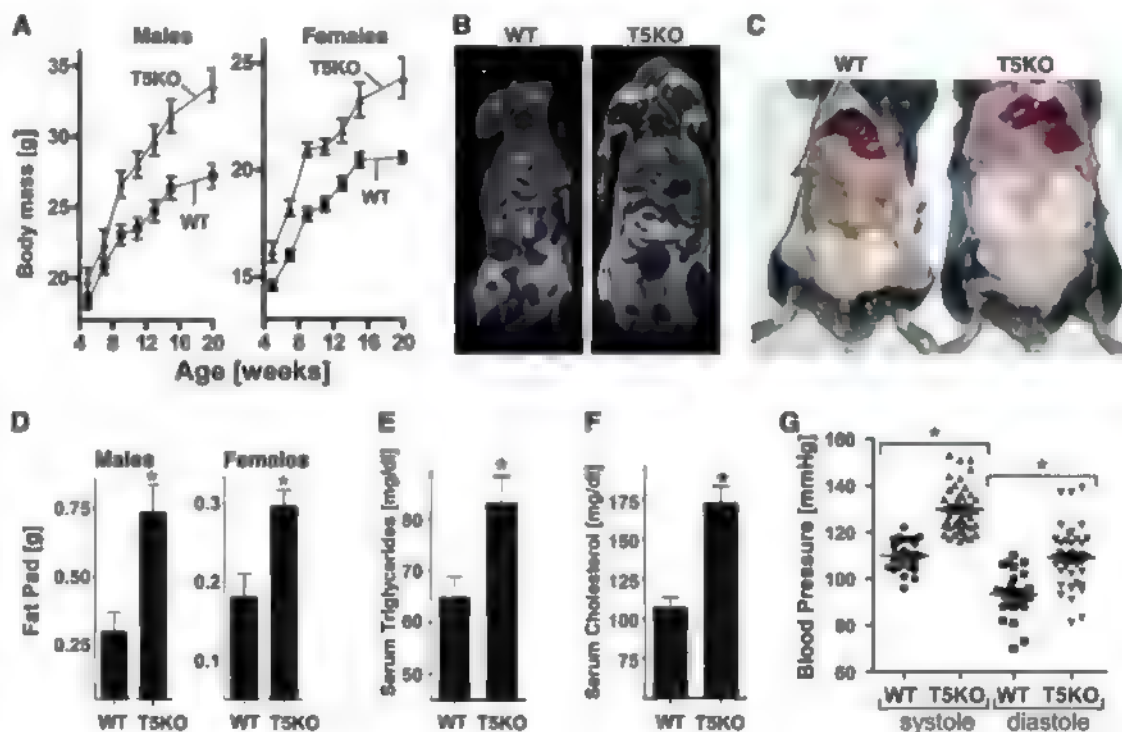 A
Males
Females
Body mass [g]
35
30
25
20
T5KO
WT
4 8 12 16 20
25
20
15
T5KO
WT
4 8 12 16 20
Age [weeks]
B
WT T5KO
C
WT T5KO
D
Males
Females
Fat Pad [g]
0.75
0.50
0.25
*
WT T5KO
0.3
0.2
0.1
*
WT T5KO
E
Serum Triglycerides [mg/dl]
80
70
60
50
*
WT T5KO
F
Serum Cholesterol [mg/dl]
175
150
125
100
75
*
WT T5KO
G
Blood Pressure [mmHg]
160
140
120
100
80
60
*
*
WT T5KO WT T5KO
systole diastole